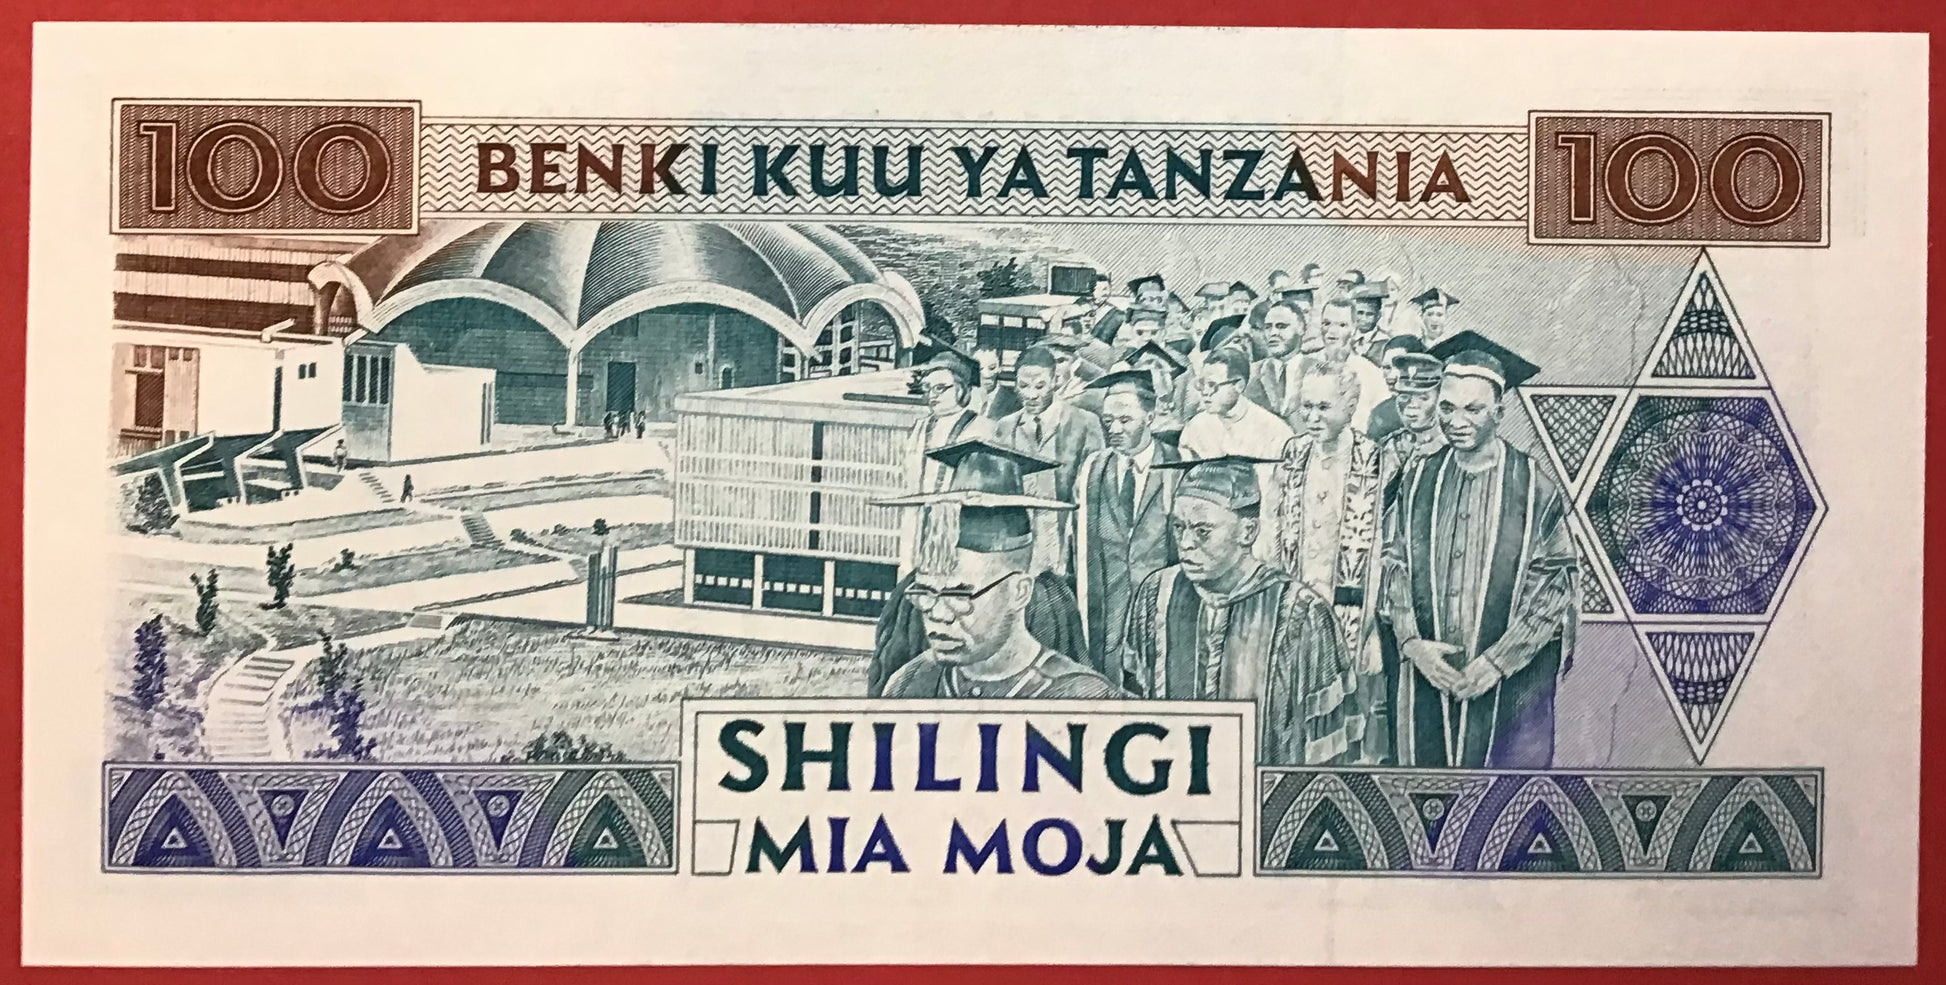 100 BENKI KUU YA TANZANIA 100
SHILINGI
MIA MOJA